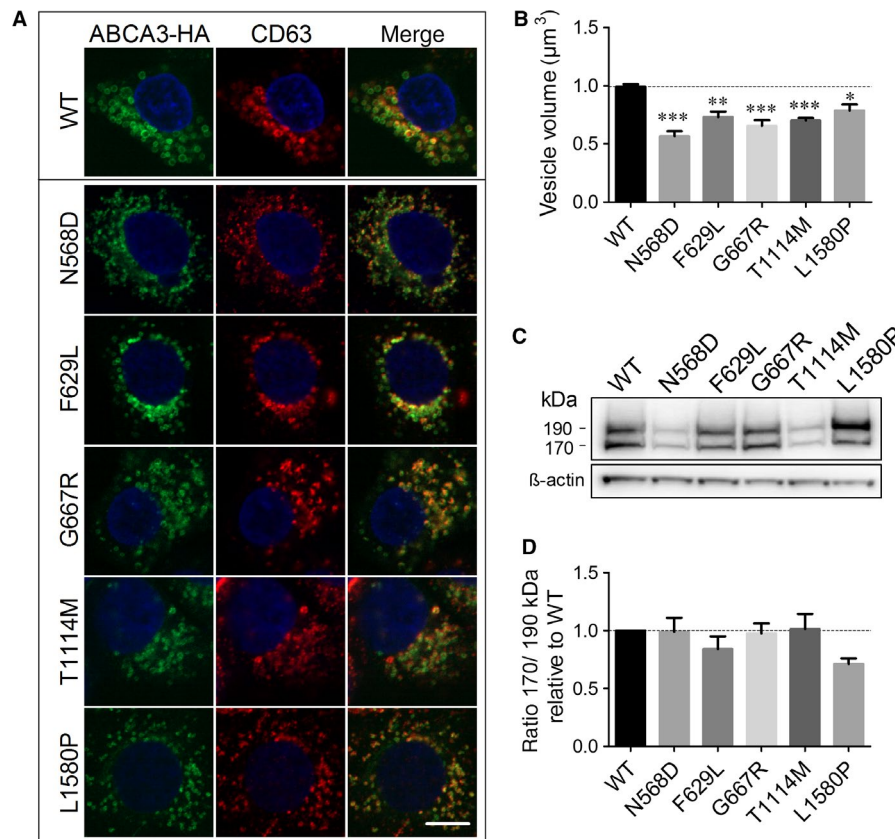 A
ABCA3-HA CD63 Merge
WT
N568D
F629L
G667R
T1114M
L1580P
B
Vesicle volume (µm³)
1.5
1.0
0.5
0.0
*** ** *** *** *
WT N568D F629L G667R T1114M L1580P
C
WT N568D F629L G667R T1114M L1580P
kDa
190
170
ß-actin
D
Ratio 170/ 190 kDa
relative to WT
1.5
1.0
0.5
0.0
WT N568D F629L G667R T1114M L1580P